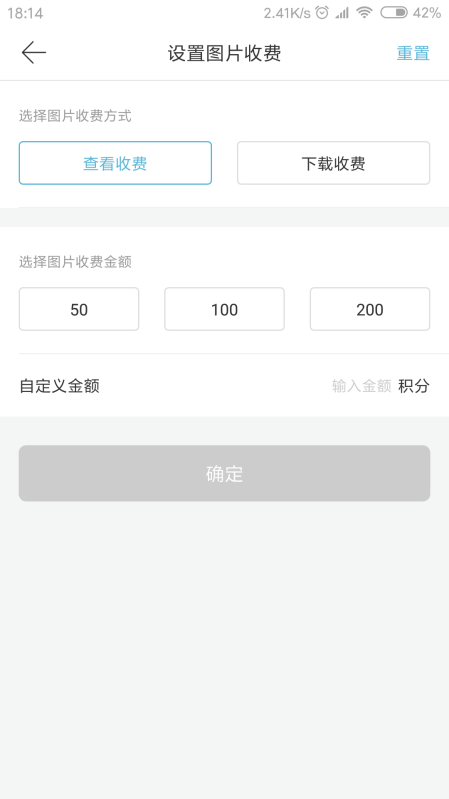 18:14 2.41K/s 42%
设置图片收费 重置
选择图片收费方式
查看收费 下载收费
选择图片收费金额
50 100 200
自定义金额 输入金额 积分
确定